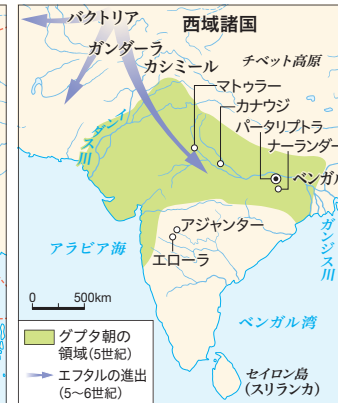 バクトリア
西域諸国
ガンダーラ
カシミール
チベット高原
マトゥラー
カナウジ
パータリプトラ
ナーランダー
ベンガル
インダス川
ガンジス川
アジャンター
エローラ
アラビア海
0 500km
ベンガル湾
グプタ朝の
領域(5世紀)
エフタルの進出
(5〜6世紀)
セイロン島
(スリランカ)